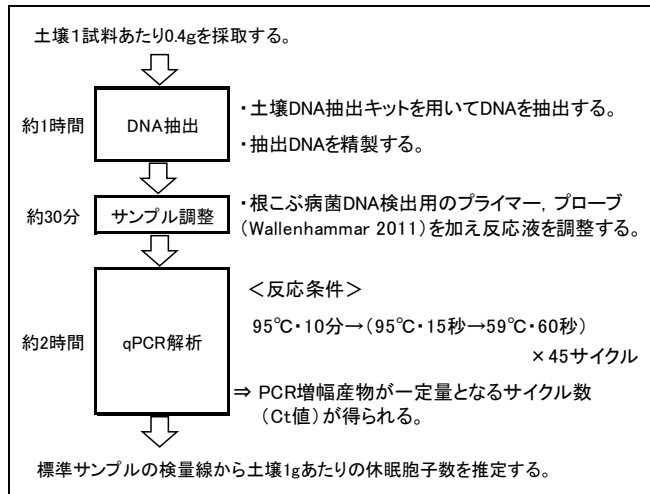 土壌1試料あたり0.4gを採取する。
約1時間
DNA抽出
・土壌DNA抽出キットを用いてDNAを抽出する。
・抽出DNAを精製する。
約30分
サンプル調整
・根こぶ病菌DNA検出用のプライマー，プローブ
（Wallenhammar 2011）を加え反応液を調整する。
約2時間
qPCR解析
＜反応条件＞
95℃・10分→（95℃・15秒→59℃・60秒）
×45サイクル
⇒ PCR増幅産物が一定量となるサイクル数
（Ct値）が得られる。
標準サンプルの検量線から土壌1gあたりの休眠胞子数を推定する。